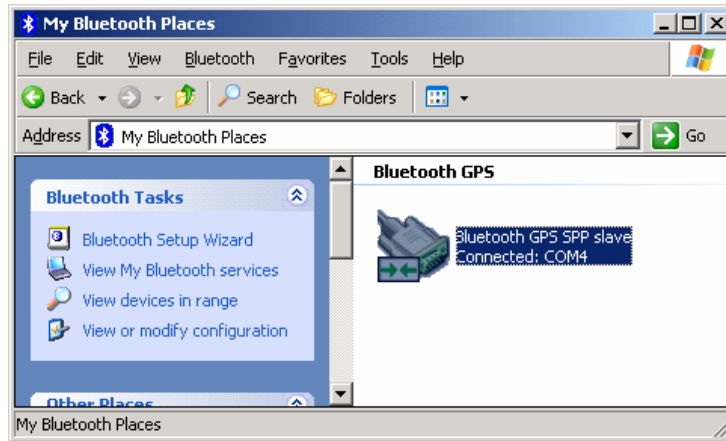 My Bluetooth Places
File Edit View Bluetooth Favorites Tools Help
Back Search Folders
Address My Bluetooth Places Go
Bluetooth Tasks
Bluetooth Setup Wizard
View My Bluetooth services
View devices in range
View or modify configuration
Other Places
Bluetooth GPS
Bluetooth GPS SPP slave
Connected: COM4
My Bluetooth Places